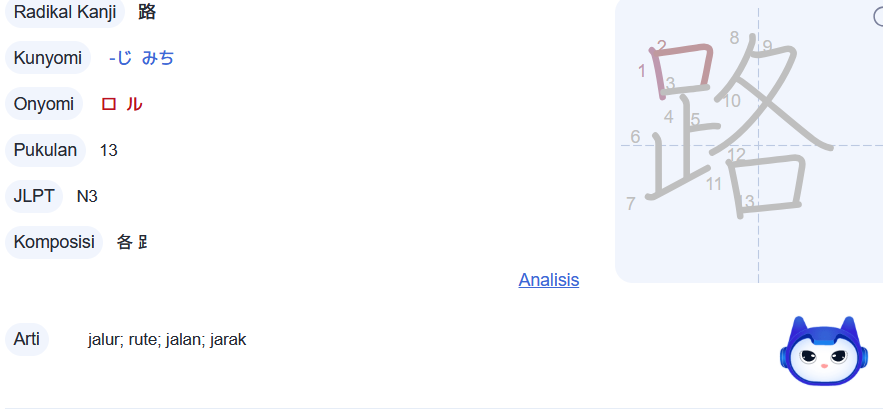 Radikal Kanji 路
Kunyomi -じ みち
Onyomi ロ ル
Pukulan 13
JLPT N3
Komposisi 各 𧾷
Analisis
Arti jalur; rute; jalan; jarak
路
1
2
3
4
5
6
7
8
9
10
11
12
13